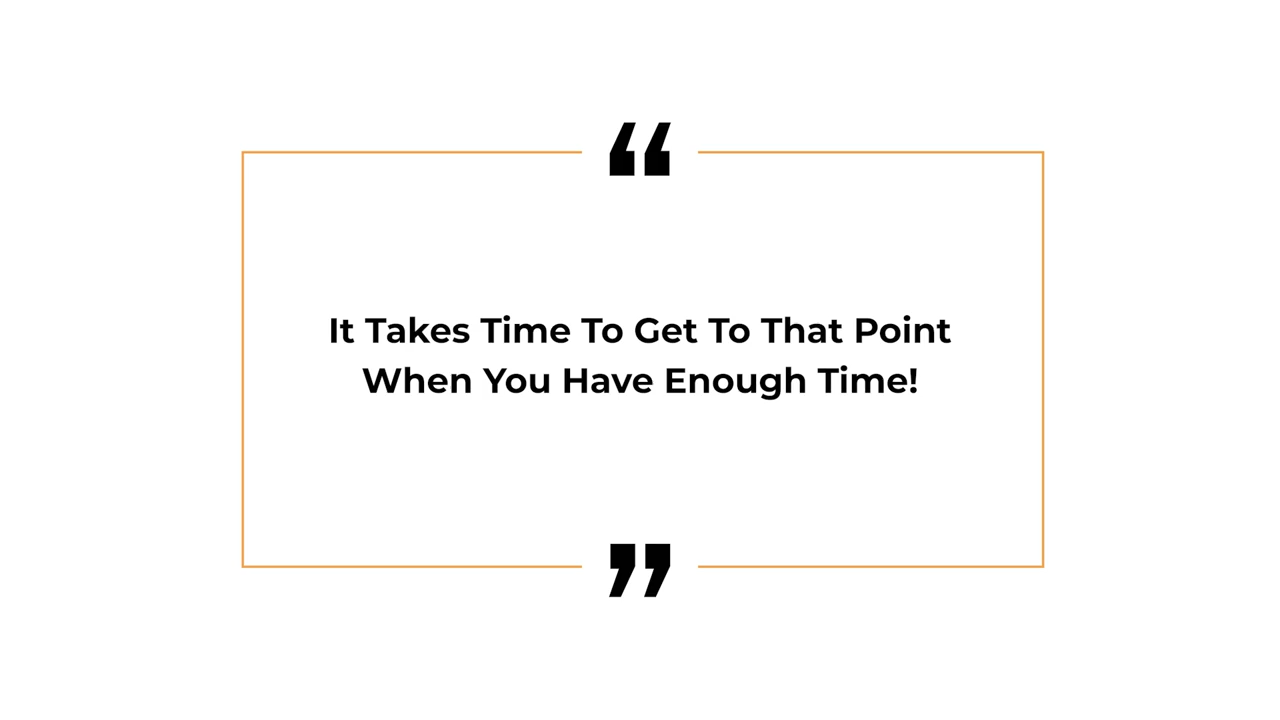 “
It Takes Time To Get To That Point
When You Have Enough Time!
”